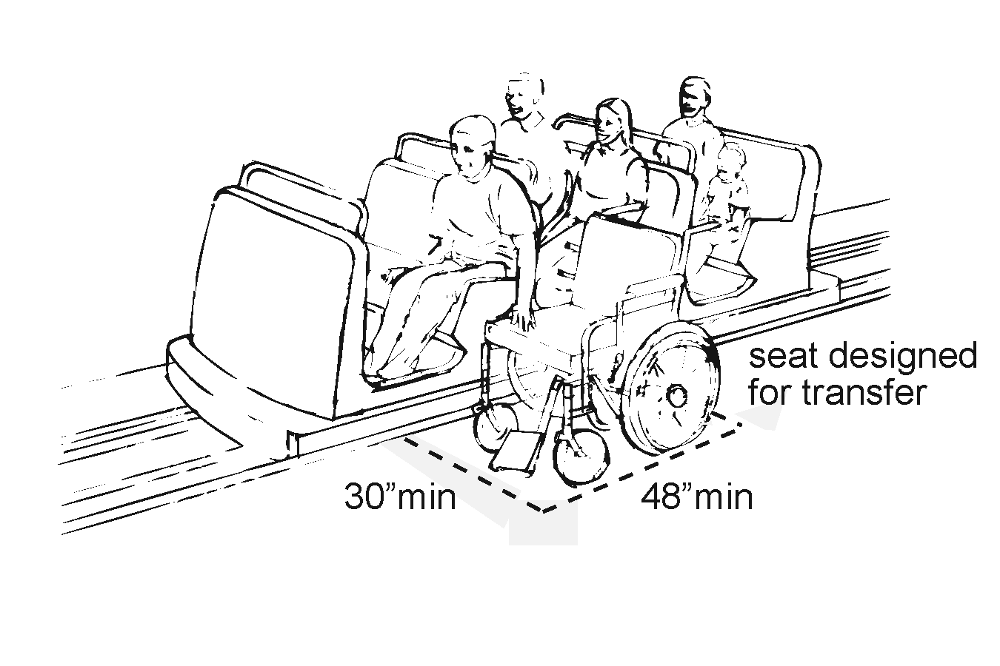 seat designed
for transfer
30”min
48”min